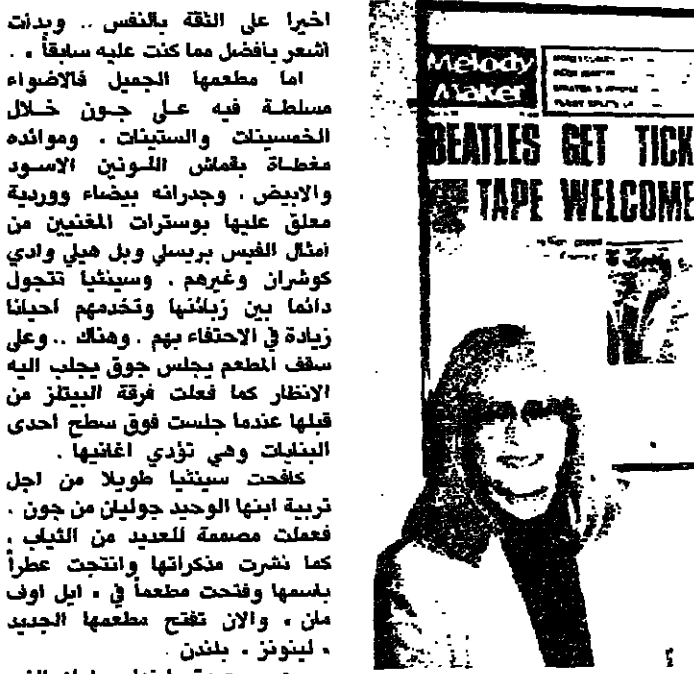 اخيرا على الثقة بالنفس .. وبدأت
اشعر بافضل مما كنت عليه سابقاً » .
اما مطعمها الجميل فالاضواء
مسلطة فيه على جون خلال
الخمسينات والستينات . وموائده
مغطاة بقماش اللونين الاسود
والابيض . وجدرانه بيضاء ووردية
معلق عليها بوسترات المغنيين من
امثال الفيس بريسلي وبل هيلي وادي
كوشران وغيرهم . وسينثيا تتجول
دائما بين زبائنها وتخدمهم احيانا
زيادة في الاحتفاء بهم . وهناك .. وعلى
سقف المطعم يجلس جوق يجلب اليه
الانظار كما فعلت فرقة البيتلز من
قبلها عندما جلست فوق سطح احدى
البنايات وهي تؤدي اغانيها .
كافحت سينثيا طويلا من اجل
تربية ابنها الوحيد جوليان من جون .
فعملت مصممة للعديد من الثياب .
كما نشرت مذكراتها وانتجت عطراً
باسمها وفتحت مطعماً في « ايل اوف
مان » والان تفتح مطعمها الجديد
« لينونز » بلندن .
Melody
Maker
BEATLES GET TICK
TAPE WELCOME